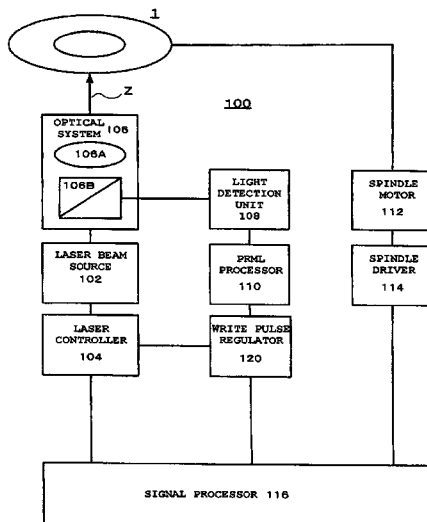 1
Z
100
OPTICAL
SYSTEM 106
106A
106B
LIGHT
DETECTION
UNIT
108
SPINDLE
MOTOR
112
LASER BEAM
SOURCE
102
PRML
PROCESSOR
110
SPINDLE
DRIVER
114
LASER
CONTROLLER
104
WRITE PULSE
REGULATOR
120
SIGNAL PROCESSOR 116